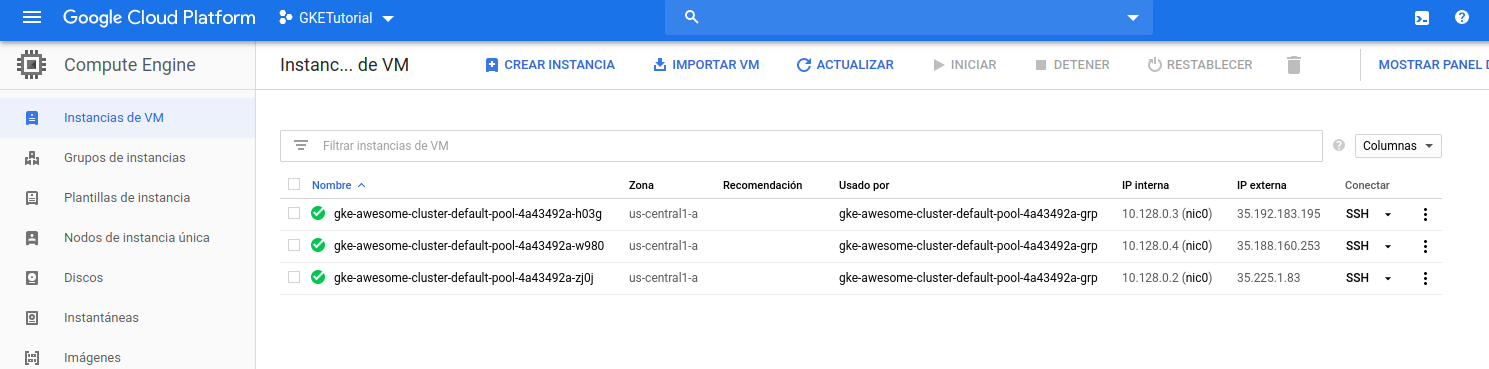 Google Cloud Platform GKETutorial
Compute Engine
Instanc... de VM CREAR INSTANCIA IMPORTAR VM ACTUALIZAR INICIAR DETENER RESTABLECER MOSTRAR PANEL D
Instancias de VM
Grupos de instancias
Plantillas de instancia
Nodos de instancia única
Discos
Instantáneas
Imágenes
Filtrar instancias de VM Columnas
Nombre Zona Recomendación Usado por IP interna IP externa Conectar
gke-awesome-cluster-default-pool-4a43492a-h03g us-central1-a gke-awesome-cluster-default-pool-4a43492a-grp 10.128.0.3 (nic0) 35.192.183.195 SSH
gke-awesome-cluster-default-pool-4a43492a-w980 us-central1-a gke-awesome-cluster-default-pool-4a43492a-grp 10.128.0.4 (nic0) 35.188.160.253 SSH
gke-awesome-cluster-default-pool-4a43492a-zj0j us-central1-a gke-awesome-cluster-default-pool-4a43492a-grp 10.128.0.2 (nic0) 35.225.1.83 SSH